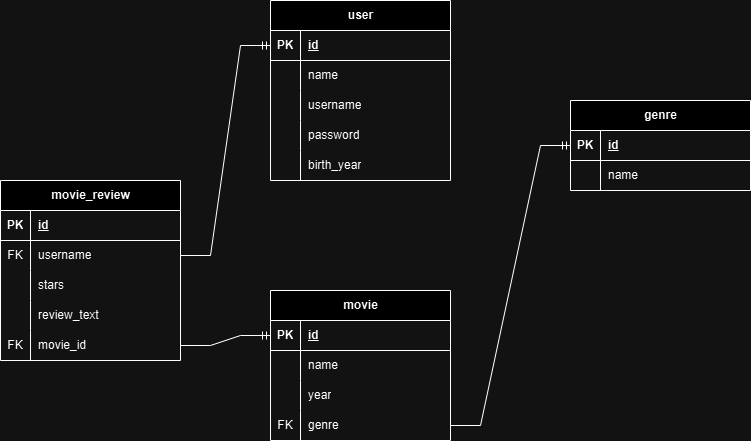 user
PK id
name
username
password
birth_year
genre
PK id
name
movie_review
PK id
FK username
stars
review_text
FK movie_id
movie
PK id
name
year
FK genre